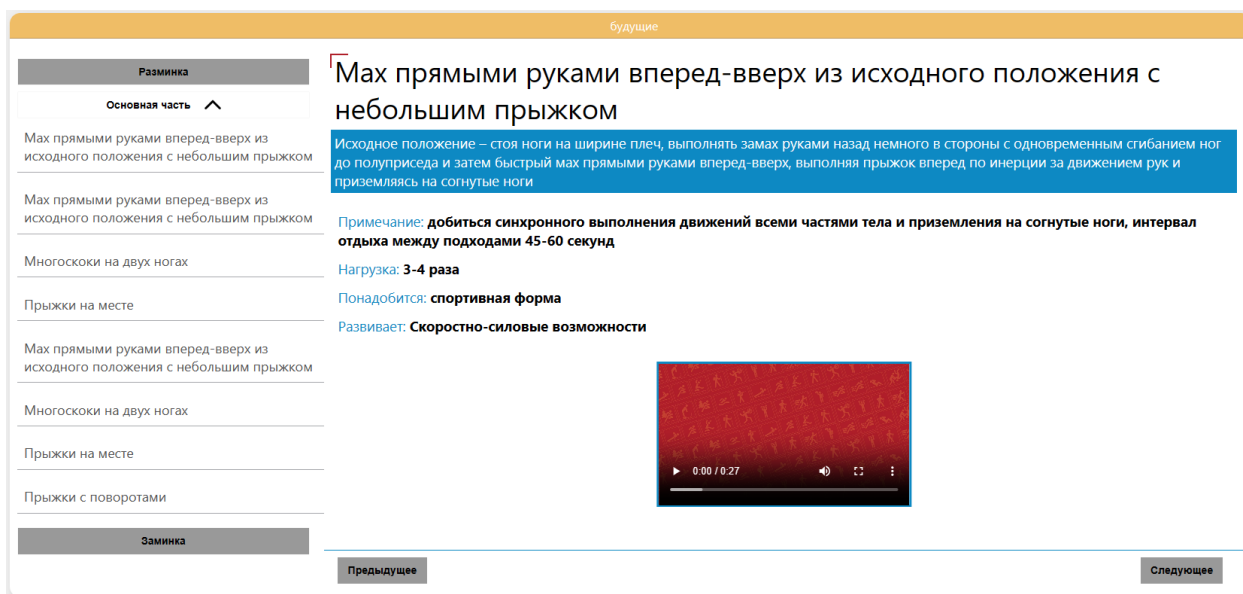 будущие
Разминка
Основная часть
Мах прямыми руками вперед-вверх из
исходного положения с небольшим прыжком
Мах прямыми руками вперед-вверх из
исходного положения с небольшим прыжком
Многоскоки на двух ногах
Прыжки на месте
Мах прямыми руками вперед-вверх из
исходного положения с небольшим прыжком
Многоскоки на двух ногах
Прыжки на месте
Прыжки с поворотами
Заминка
Мах прямыми руками вперед-вверх из исходного положения с
небольшим прыжком
Исходное положение – стоя ноги на ширине плеч, выполнять замах руками назад немного в стороны с одновременным сгибанием ног
до полуприседа и затем быстрый мах прямыми руками вперед-вверх, выполняя прыжок вперед по инерции за движением рук и
приземляясь на согнутые ноги
Примечание: добиться синхронного выполнения движений всеми частями тела и приземления на согнутые ноги, интервал
отдыха между подходами 45-60 секунд
Нагрузка: 3-4 раза
Понадобится: спортивная форма
Развивает: Скоростно-силовые возможности
0:00 / 0:27
Предыдущее
Следующее